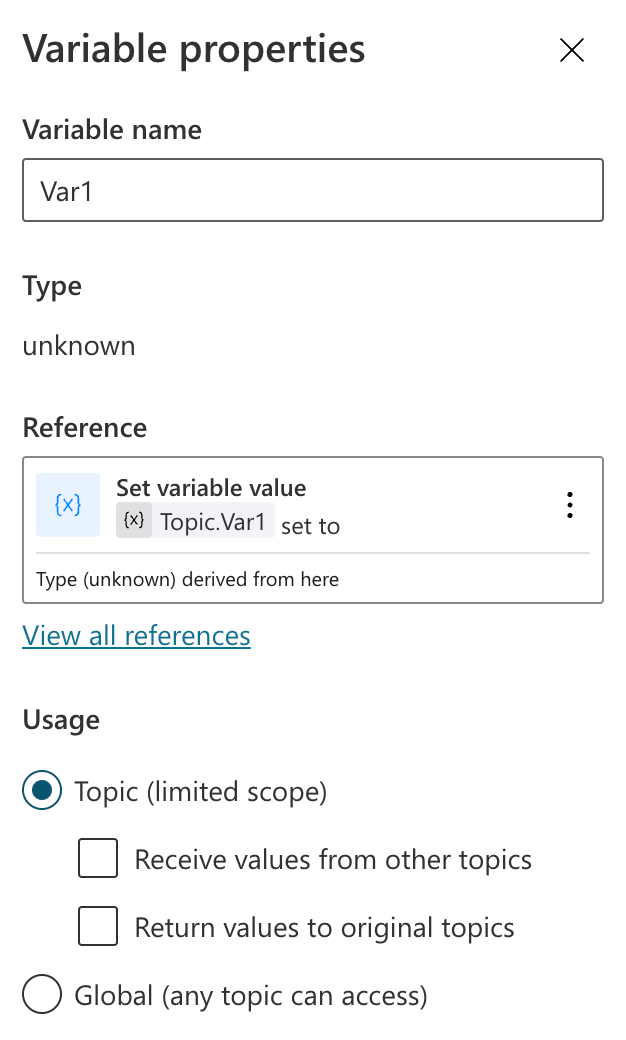 Variable properties
Variable name
Var1
Type
unknown
Reference
{x}
Set variable value
{x} Topic.Var1 set to
Type (unknown) derived from here
View all references
Usage
Topic (limited scope)
Receive values from other topics
Return values to original topics
Global (any topic can access)